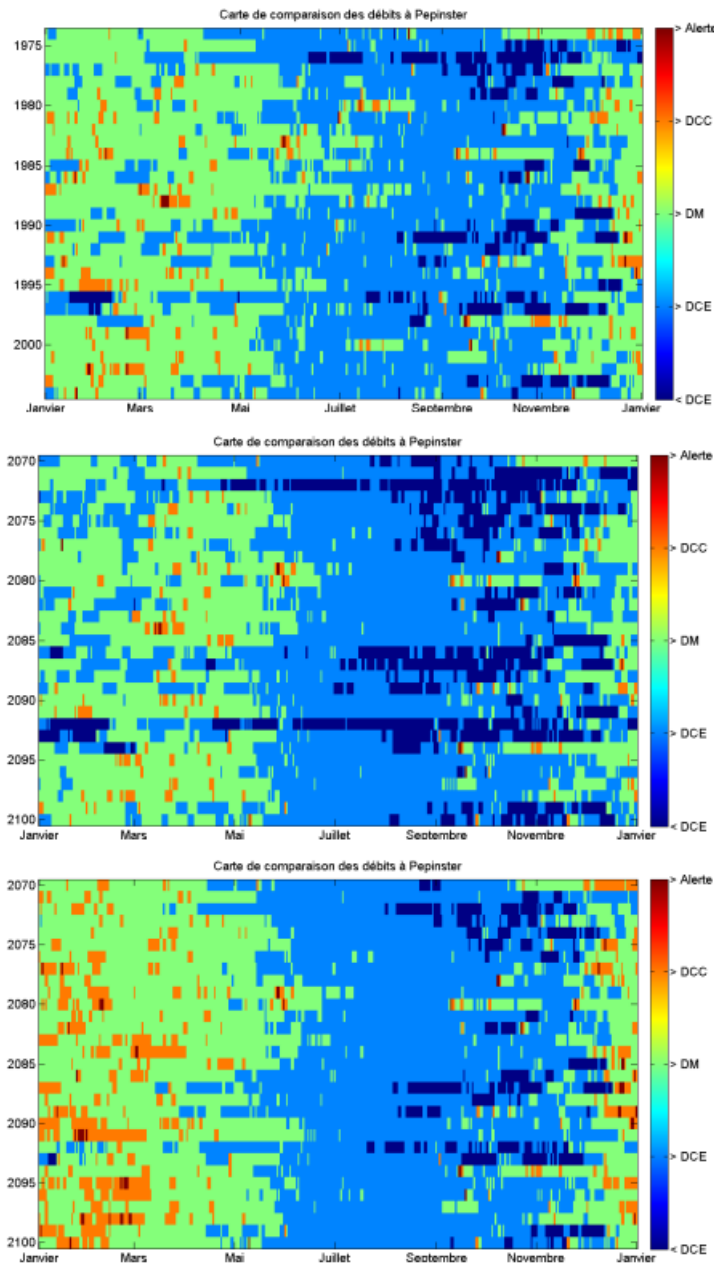 Carte de comparaison des débits à Pepinster
> Alerte
1975
1980
> DCC
1985
> DM
1990
1995
> DCE
2000
< DCE
Janvier Mars Mai Juillet Septembre Novembre Janvier
Carte de comparaison des débits à Pepinster
2070
> Alerte
2075
> DCC
2080
2085
> DM
2090
> DCE
2095
2100
< DCE
Janvier Mars Mai Juillet Septembre Novembre Janvier
Carte de comparaison des débits à Pepinster
2070
> Alerte
2075
> DCC
2080
2085
> DM
2090
> DCE
2095
2100
< DCE
Janvier Mars Mai Juillet Septembre Novembre Janvier